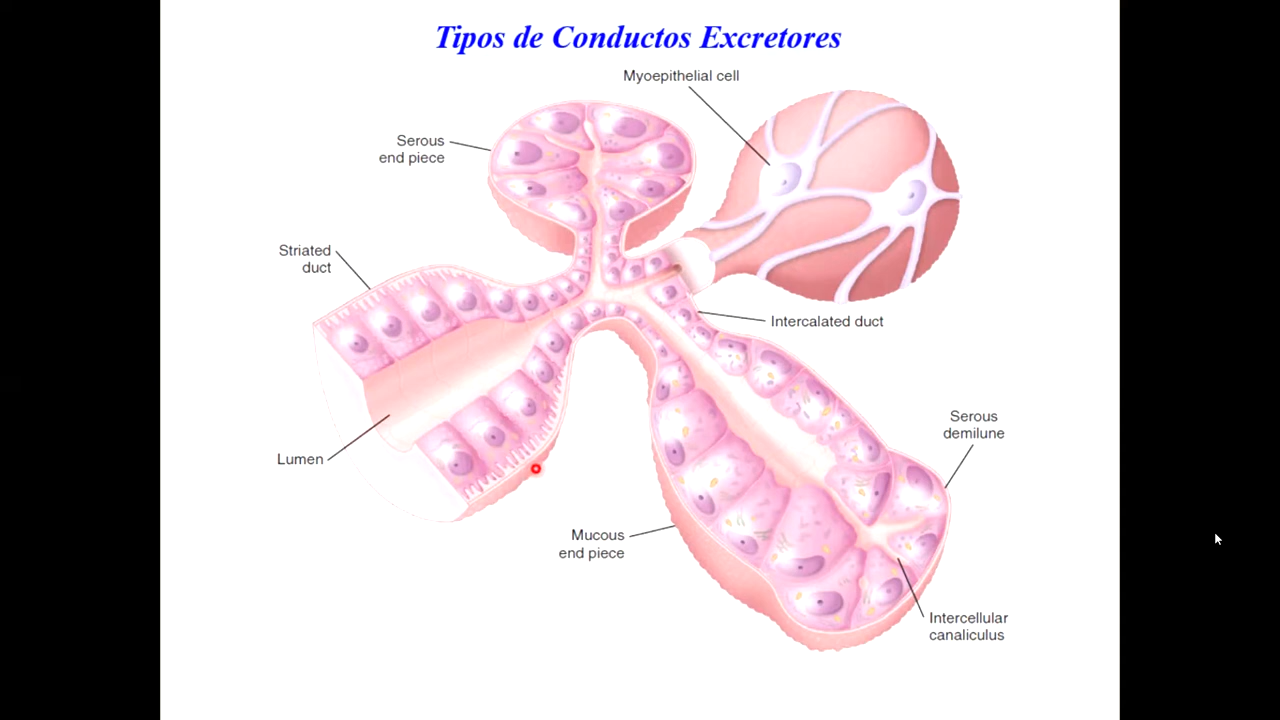 Tipos de Conductos Excretores
Myoepithelial cell
Serous
end piece
Striated
duct
Intercalated duct
Serous
demilune
Lumen
Mucous
end piece
Intercellular
canaliculus